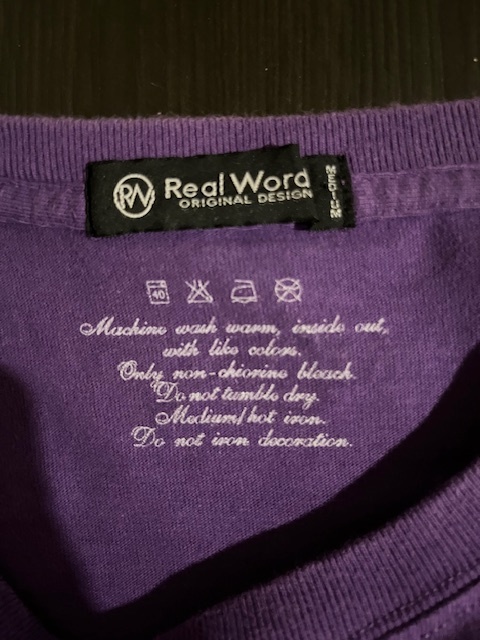 RW Real Word
ORIGINAL DESIGN
MEDIUM
40
Machine wash warm, inside out,
with like colors.
Only non-chiorine bleach.
Do not tumble dry.
Medium/hot iron.
Do not iron decoration.